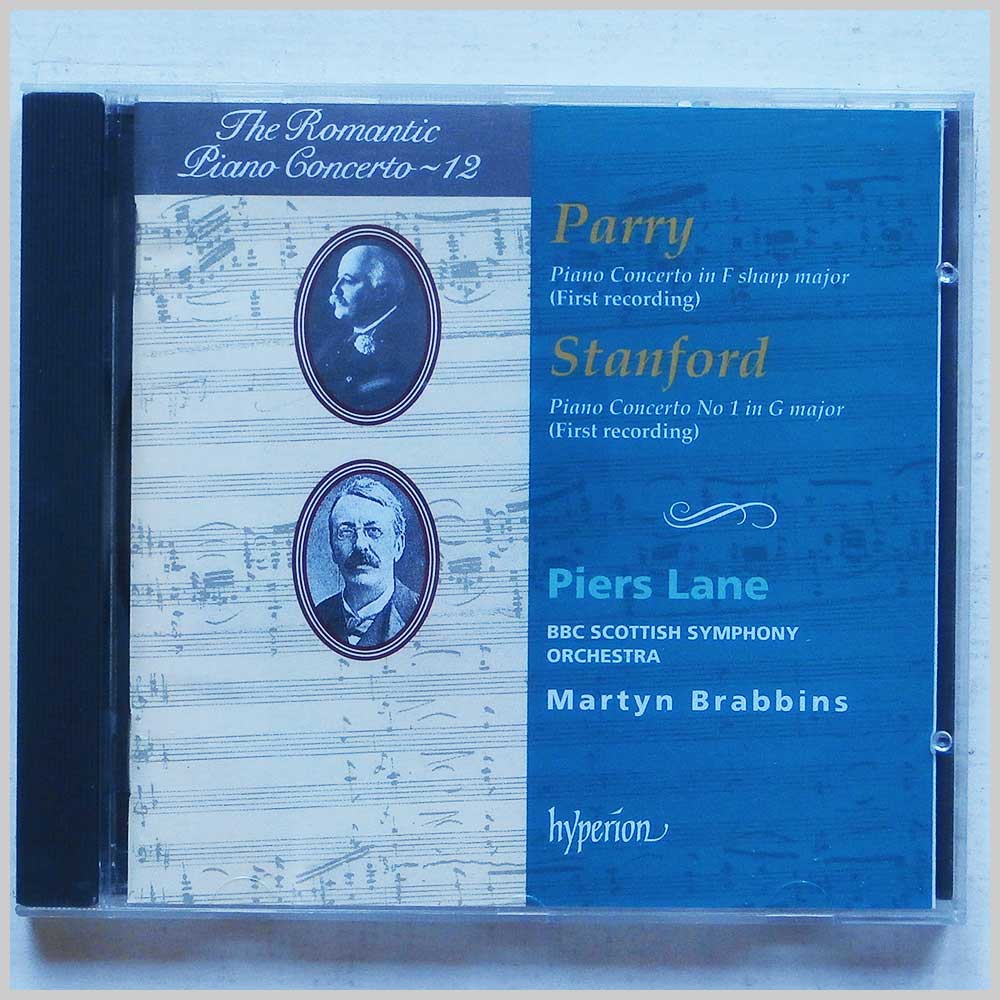 The Romantic
Piano Concerto~12
Parry
Piano Concerto in F sharp major
(First recording)
Stanford
Piano Concerto No 1 in G major
(First recording)
Piers Lane
BBC SCOTTISH SYMPHONY
ORCHESTRA
Martyn Brabbins
hyperion